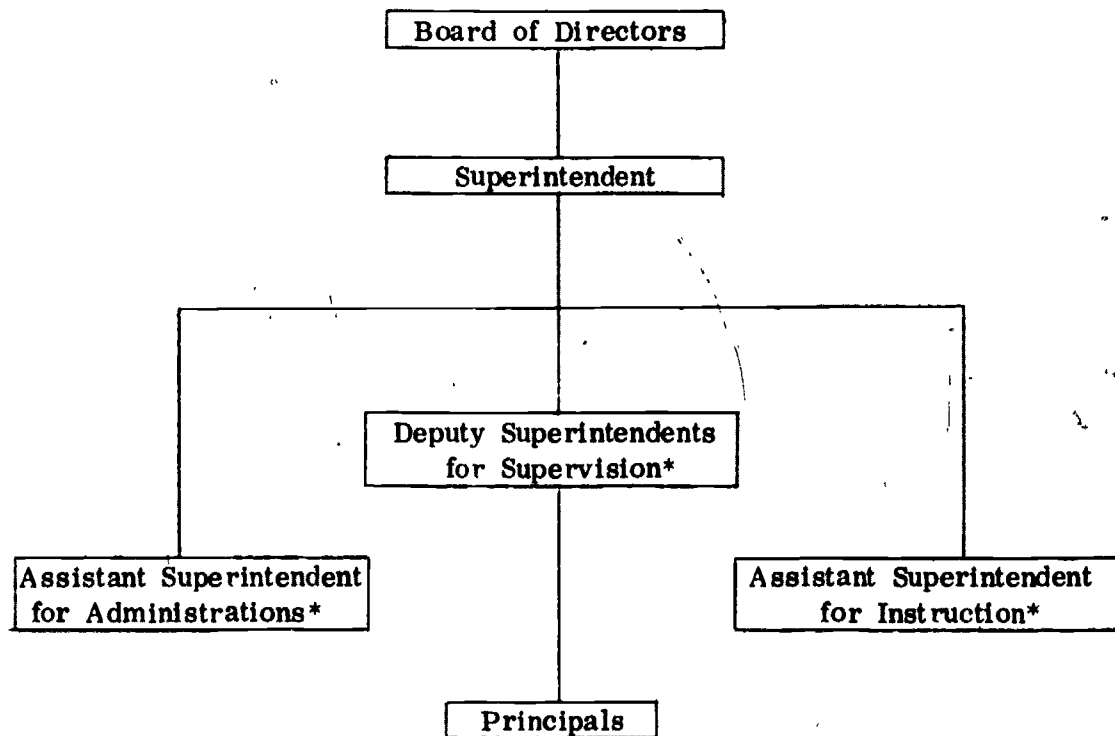 Board of Directors
Superintendent
Deputy Superintendents
for Supervision*
Assistant Superintendent
for Administrations*
Assistant Superintendent
for Instruction*
Principals